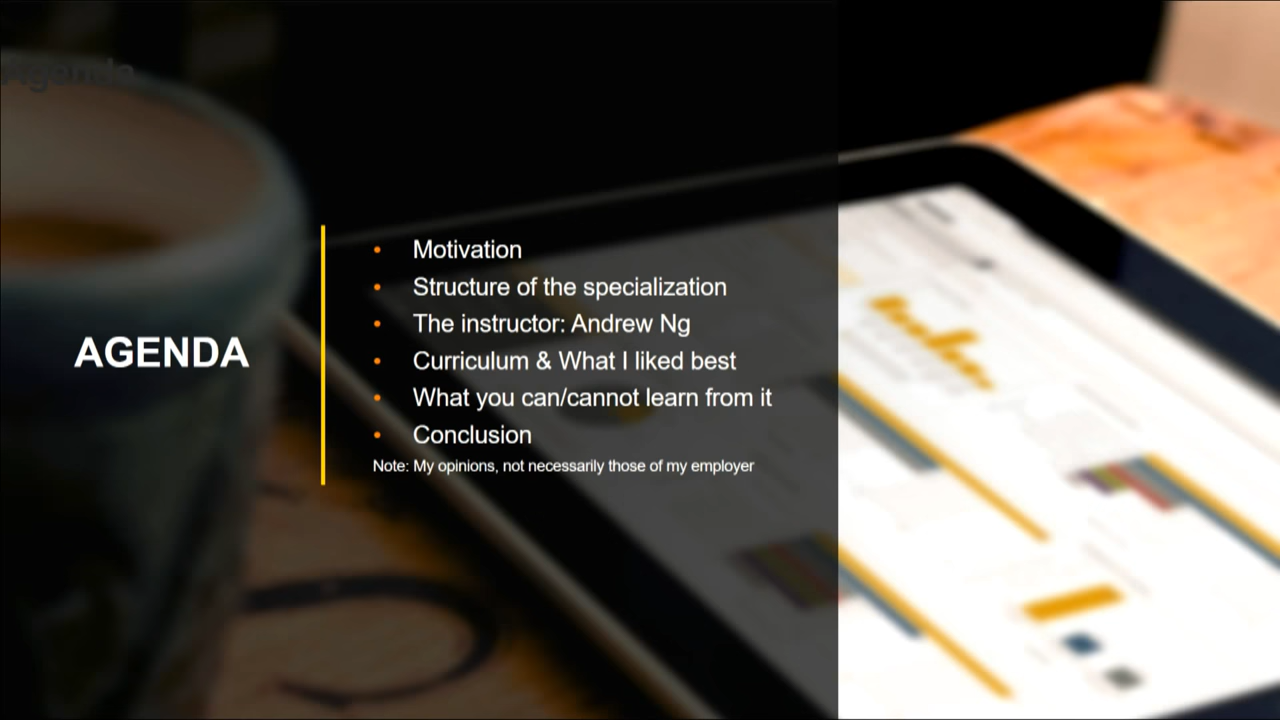 Agenda
AGENDA
• Motivation
• Structure of the specialization
• The instructor: Andrew Ng
• Curriculum & What I liked best
• What you can/cannot learn from it
• Conclusion
Note: My opinions, not necessarily those of my employer